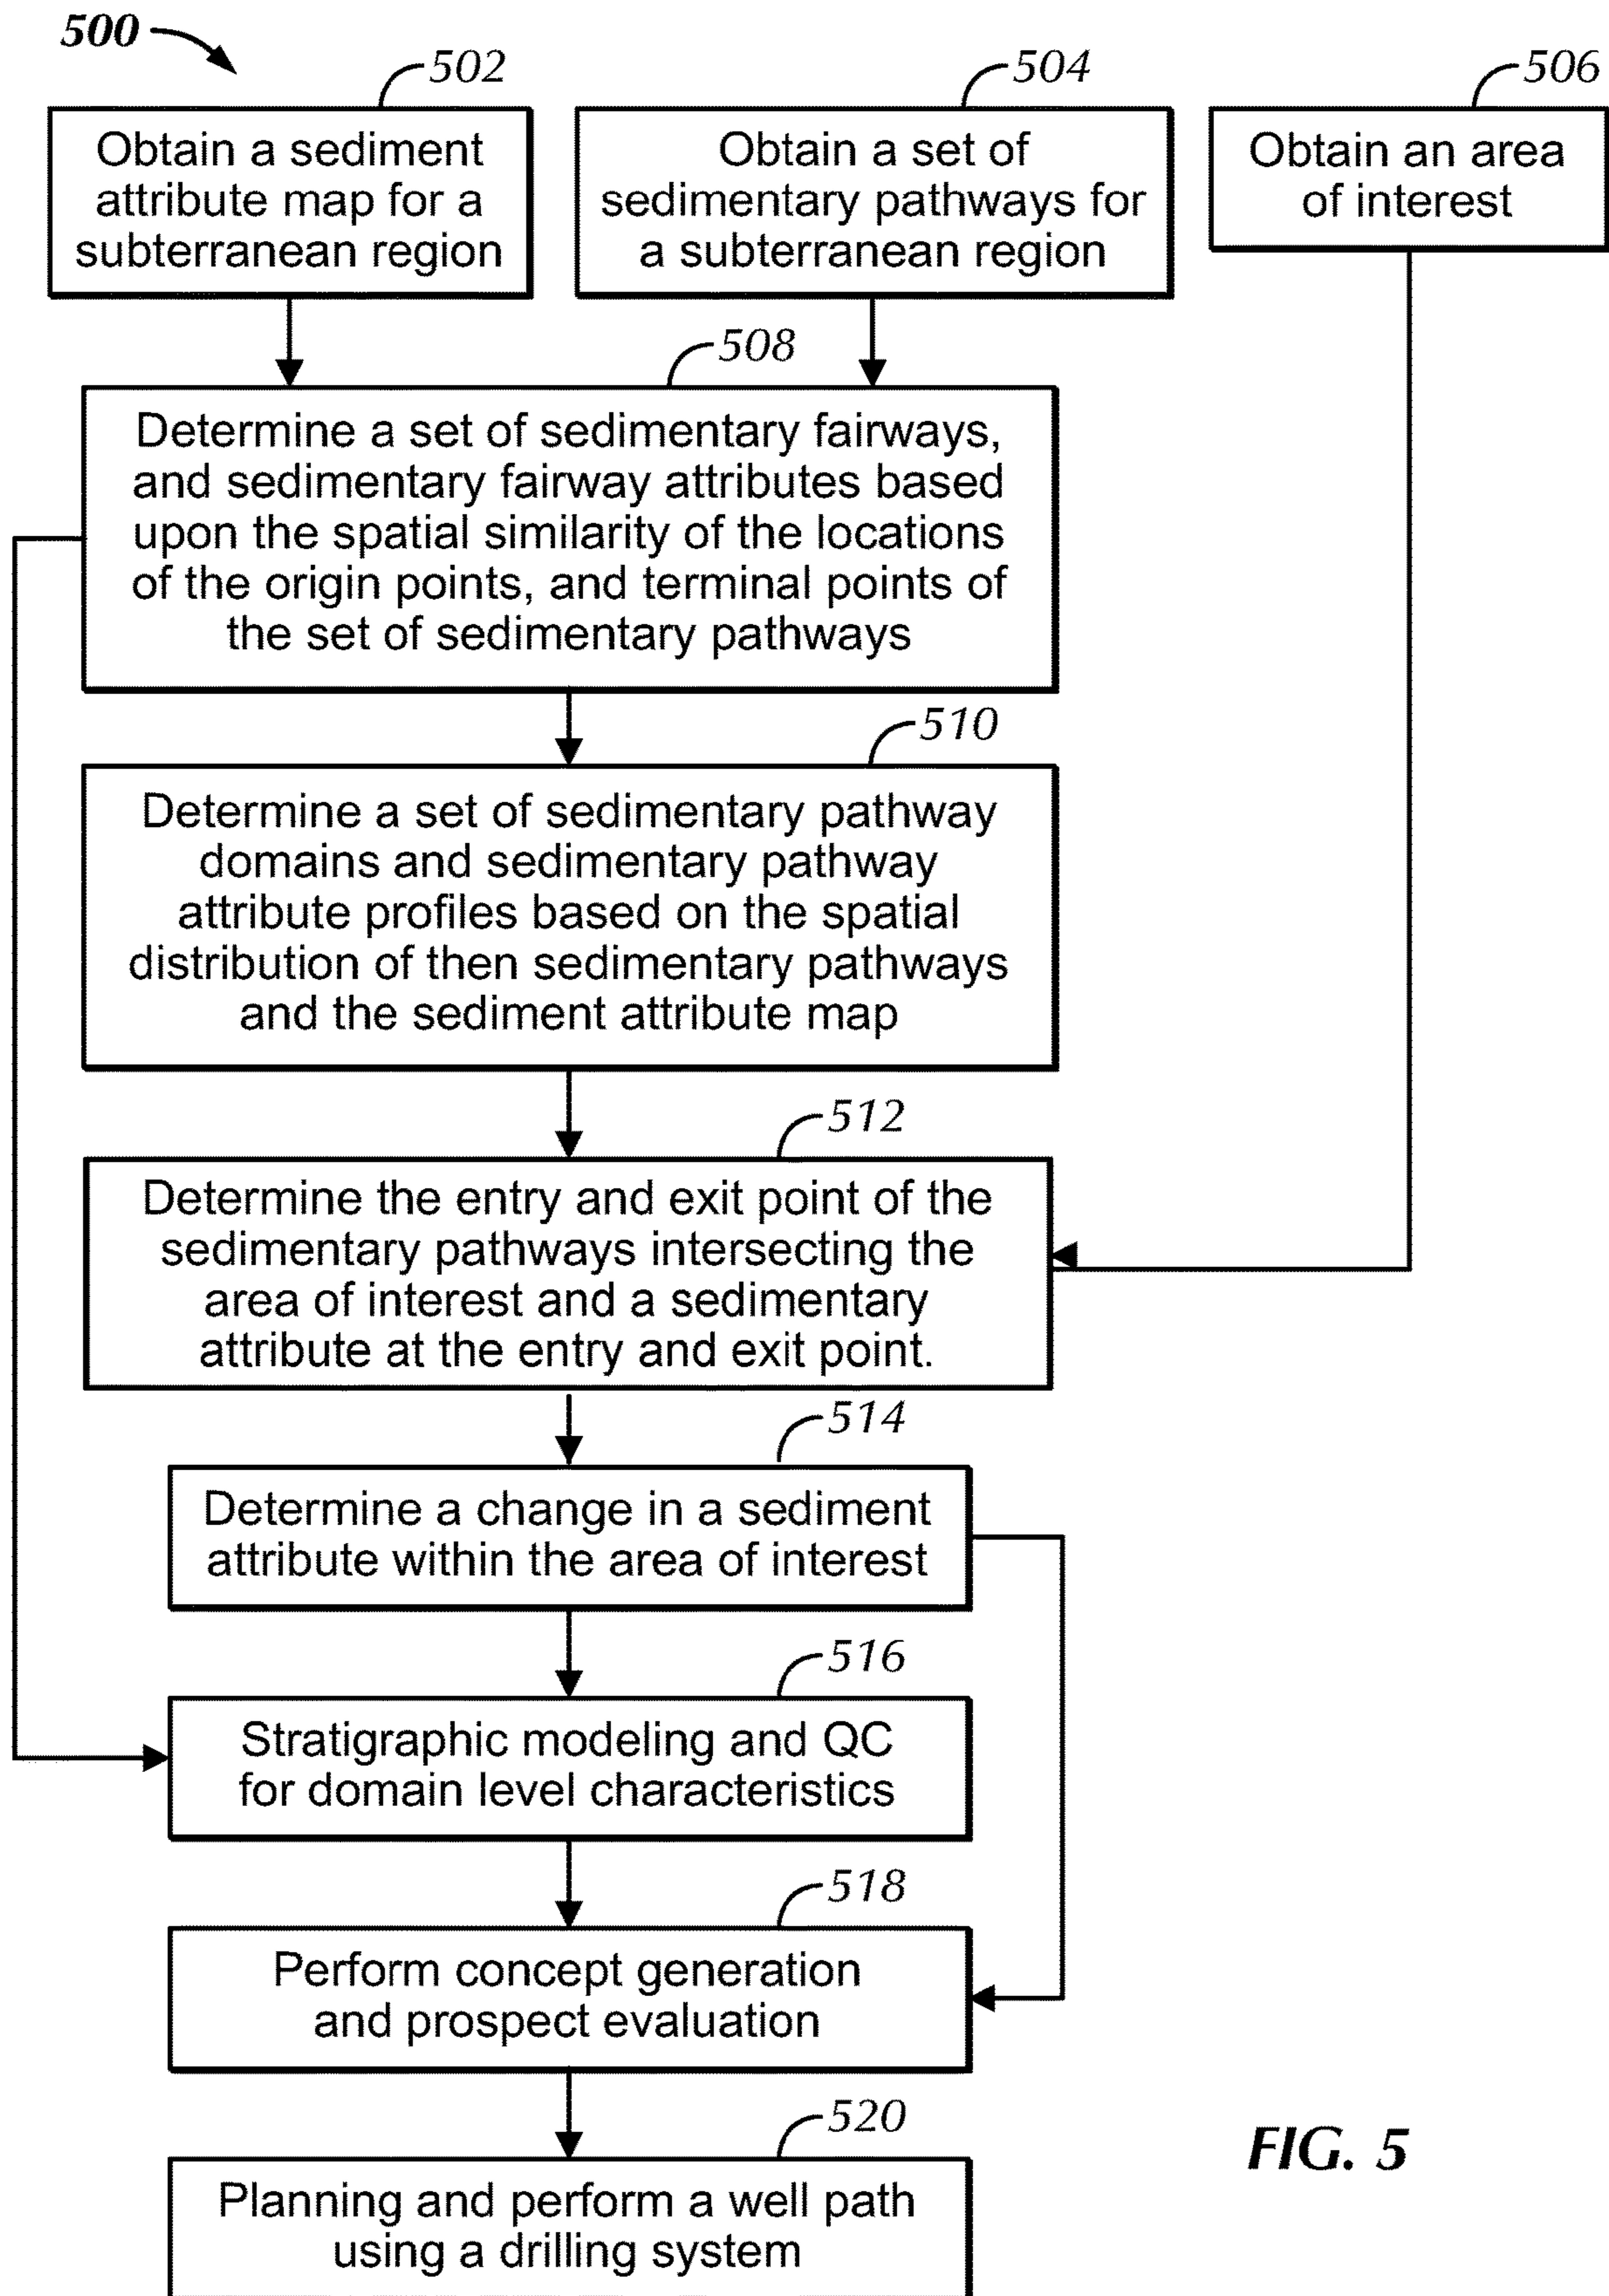 500
502
Obtain a sediment
attribute map for a
subterranean region
504
Obtain a set of
sedimentary pathways for
a subterranean region
506
Obtain an area
of interest
508
Determine a set of sedimentary fairways,
and sedimentary fairway attributes based
upon the spatial similarity of the locations
of the origin points, and terminal points of
the set of sedimentary pathways
510
Determine a set of sedimentary pathway
domains and sedimentary pathway
attribute profiles based on the spatial
distribution of then sedimentary pathways
and the sediment attribute map
512
Determine the entry and exit point of the
sedimentary pathways intersecting the
area of interest and a sedimentary
attribute at the entry and exit point.
514
Determine a change in a sediment
attribute within the area of interest
516
Stratigraphic modeling and QC
for domain level characteristics
518
Perform concept generation
and prospect evaluation
520
Planning and perform a well path
using a drilling system
FIG. 5